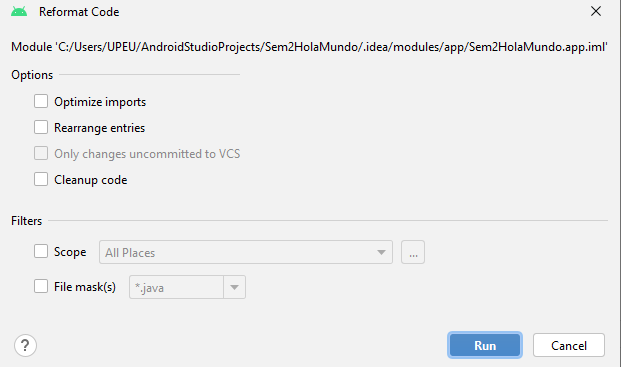 Reformat Code
Module 'C:/Users/UPEU/AndroidStudioProjects/Sem2HolaMundo/.idea/modules/app/Sem2HolaMundo.app.iml'
Options
Optimize imports
Rearrange entries
Only changes uncommitted to VCS
Cleanup code
Filters
Scope All Places ...
File mask(s) *.java
? Run Cancel